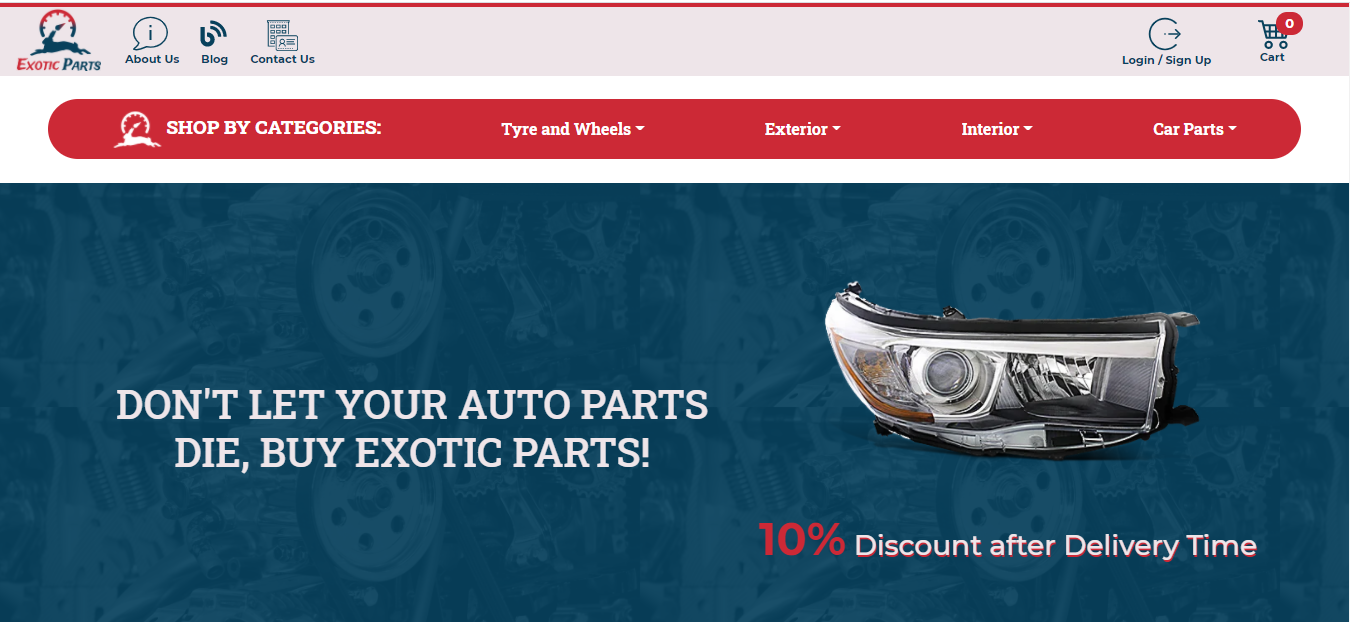 EXOTIC PARTS
About Us
Blog
Contact Us
Login / Sign Up
0
Cart
SHOP BY CATEGORIES:
Tyre and Wheels
Exterior
Interior
Car Parts
DON'T LET YOUR AUTO PARTS
DIE, BUY EXOTIC PARTS!
10% Discount after Delivery Time